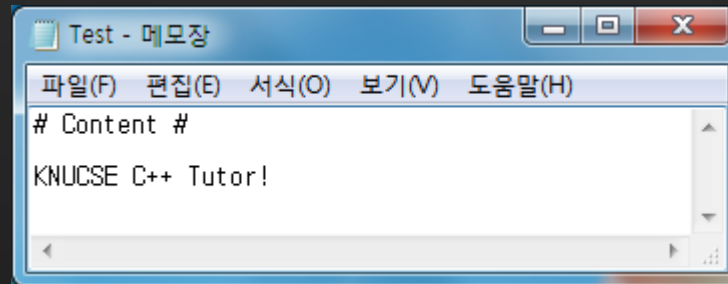 Test - 메모장
파일(F) 편집(E) 서식(O) 보기(V) 도움말(H)
# Content #
KNUCSE C++ Tutor!